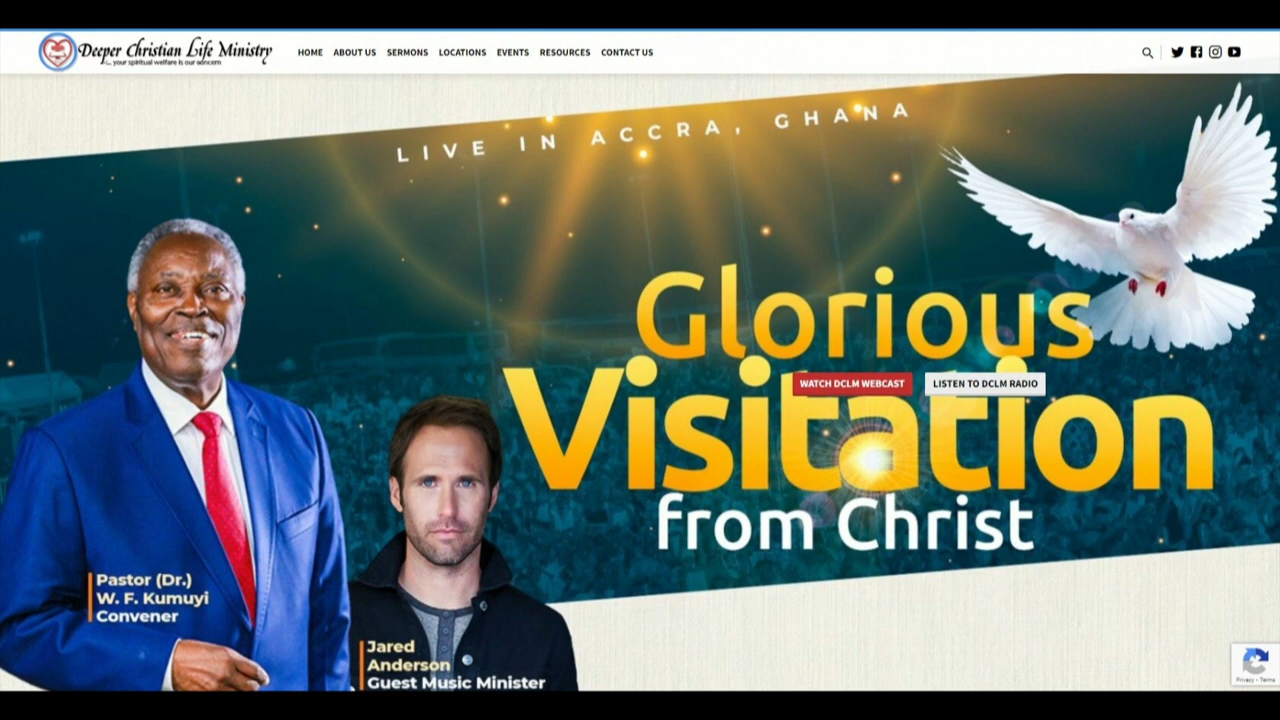 Deeper Christian Life Ministry
... your spiritual welfare is our concern
HOME ABOUT US SERMONS LOCATIONS EVENTS RESOURCES CONTACT US
LIVE IN ACCRA, GHANA
Glorious
Visitation
from Christ
WATCH DCLM WEBCAST
LISTEN TO DCLM RADIO
Pastor (Dr.)
W. F. Kumuyi
Convener
Jared
Anderson
Guest Music Minister
Privacy - Terms